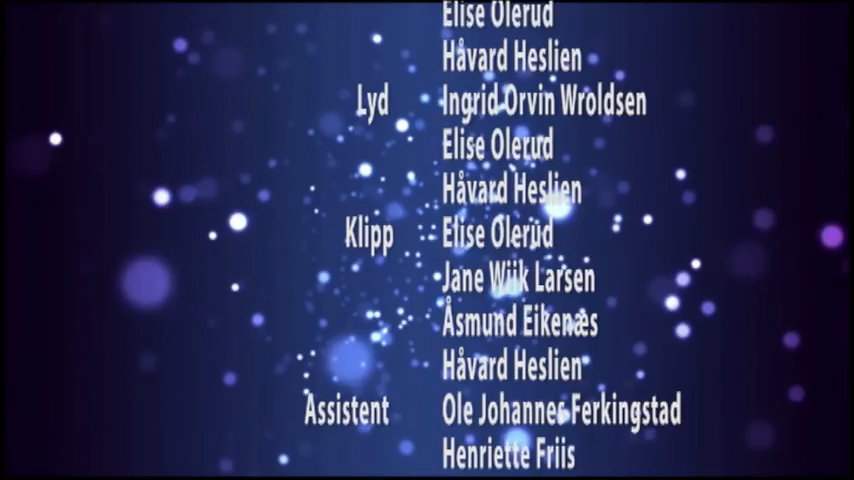 Elise Olerud
Håvard Heslien
Lyd Ingrid Orvin Wroldsen
Elise Olerud
Håvard Heslien
Klipp Elise Olerud
Jane Wiik Larsen
Åsmund Eikenæs
Håvard Heslien
Assistent Ole Johannes Ferkingstad
Henriette Friis